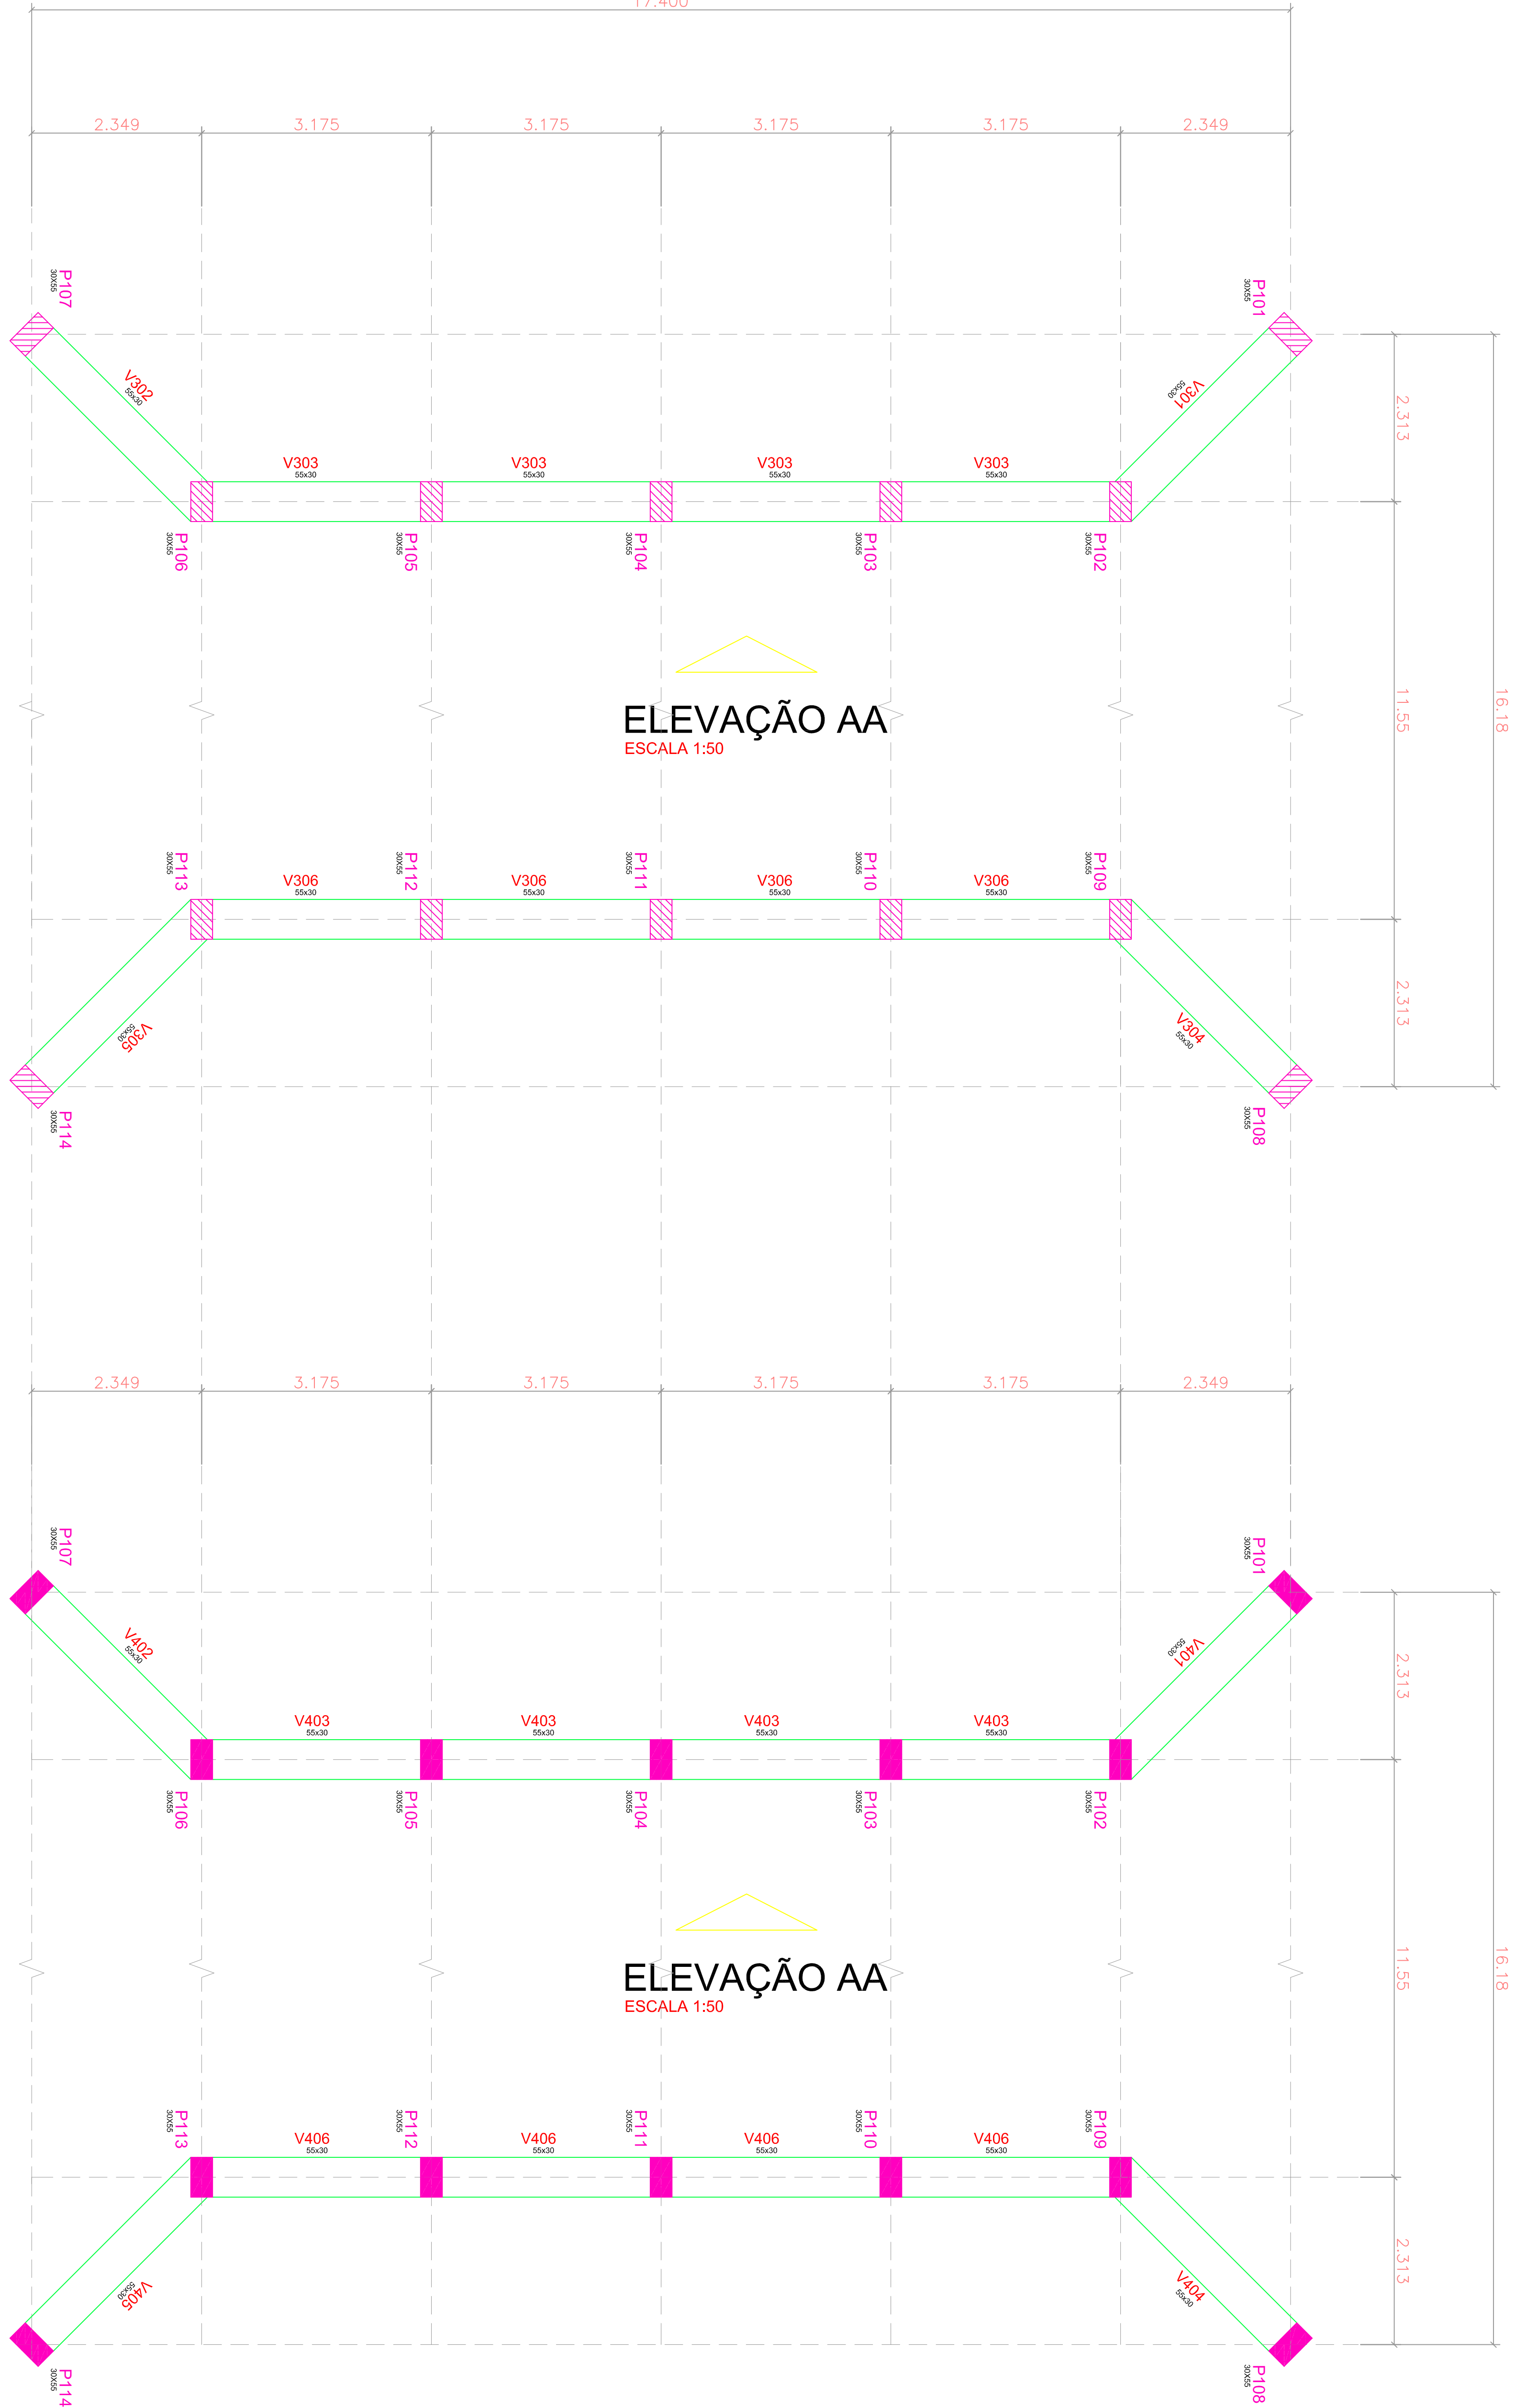 17.400
2.349
3.175
3.175
3.175
3.175
2.349
P107
30X55
P101
30X55
V302
55x30
V301
55x30
2.313
V303
55x30
V303
55x30
V303
55x30
V303
55x30
P106
30X55
P105
30X55
P104
30X55
P103
30X55
P102
30X55
ELEVAÇÃO AA
ESCALA 1:50
11.55
16.18
P113
30X55
P112
30X55
P111
30X55
P110
30X55
P109
30X55
V306
55x30
V306
55x30
V306
55x30
V306
55x30
V305
55x30
V304
55x30
2.313
P114
30X55
P108
30X55
2.349
3.175
3.175
3.175
3.175
2.349
P107
30X55
P101
30X55
V402
55x30
V401
55x30
2.313
V403
55x30
V403
55x30
V403
55x30
V403
55x30
P106
30X55
P105
30X55
P104
30X55
P103
30X55
P102
30X55
ELEVAÇÃO AA
ESCALA 1:50
11.55
16.18
P113
30X55
P112
30X55
P111
30X55
P110
30X55
P109
30X55
V406
55x30
V406
55x30
V406
55x30
V406
55x30
V405
55x30
V404
55x30
2.313
P114
30X55
P108
30X55